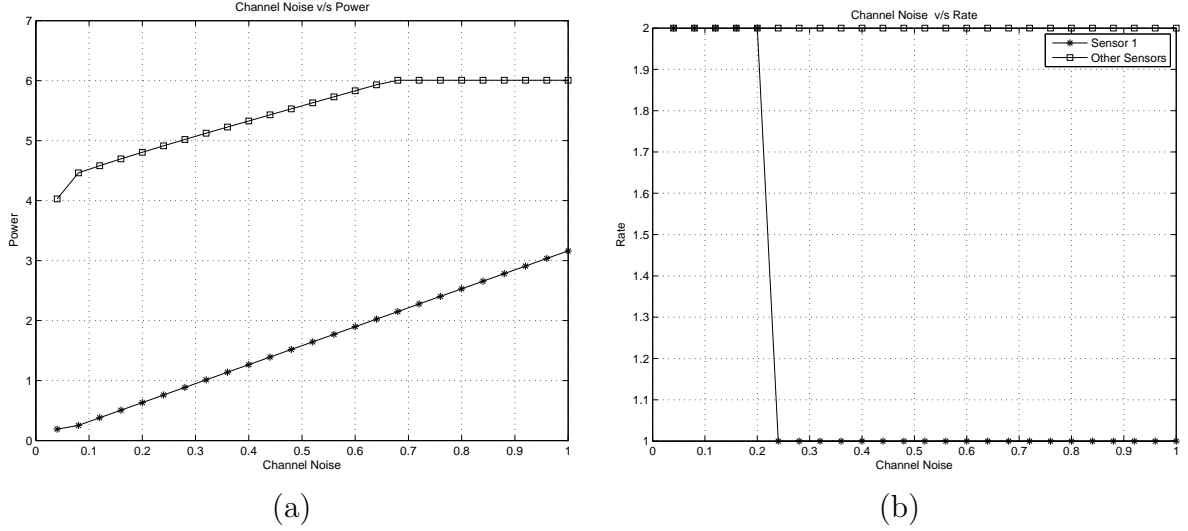 Channel Noise v/s Power
7
6
5
4
3
2
1
0
Power
0 0.1 0.2 0.3 0.4 0.5 0.6 0.7 0.8 0.9 1
Channel Noise
(a)
Channel Noise v/s Rate
Sensor 1
Other Sensors
2
1.9
1.8
1.7
1.6
1.5
1.4
1.3
1.2
1.1
1
Rate
0 0.1 0.2 0.3 0.4 0.5 0.6 0.7 0.8 0.9 1
Channel Noise
(b)